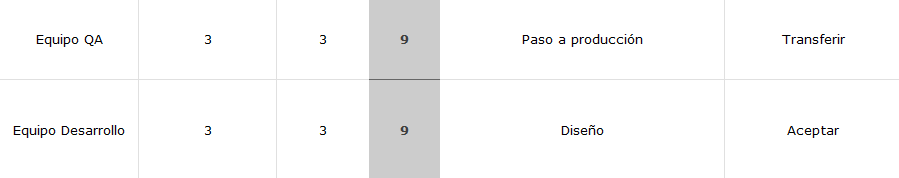 Equipo QA 3 3 9 Paso a producción Transferir
Equipo Desarrollo 3 3 9 Diseño Aceptar